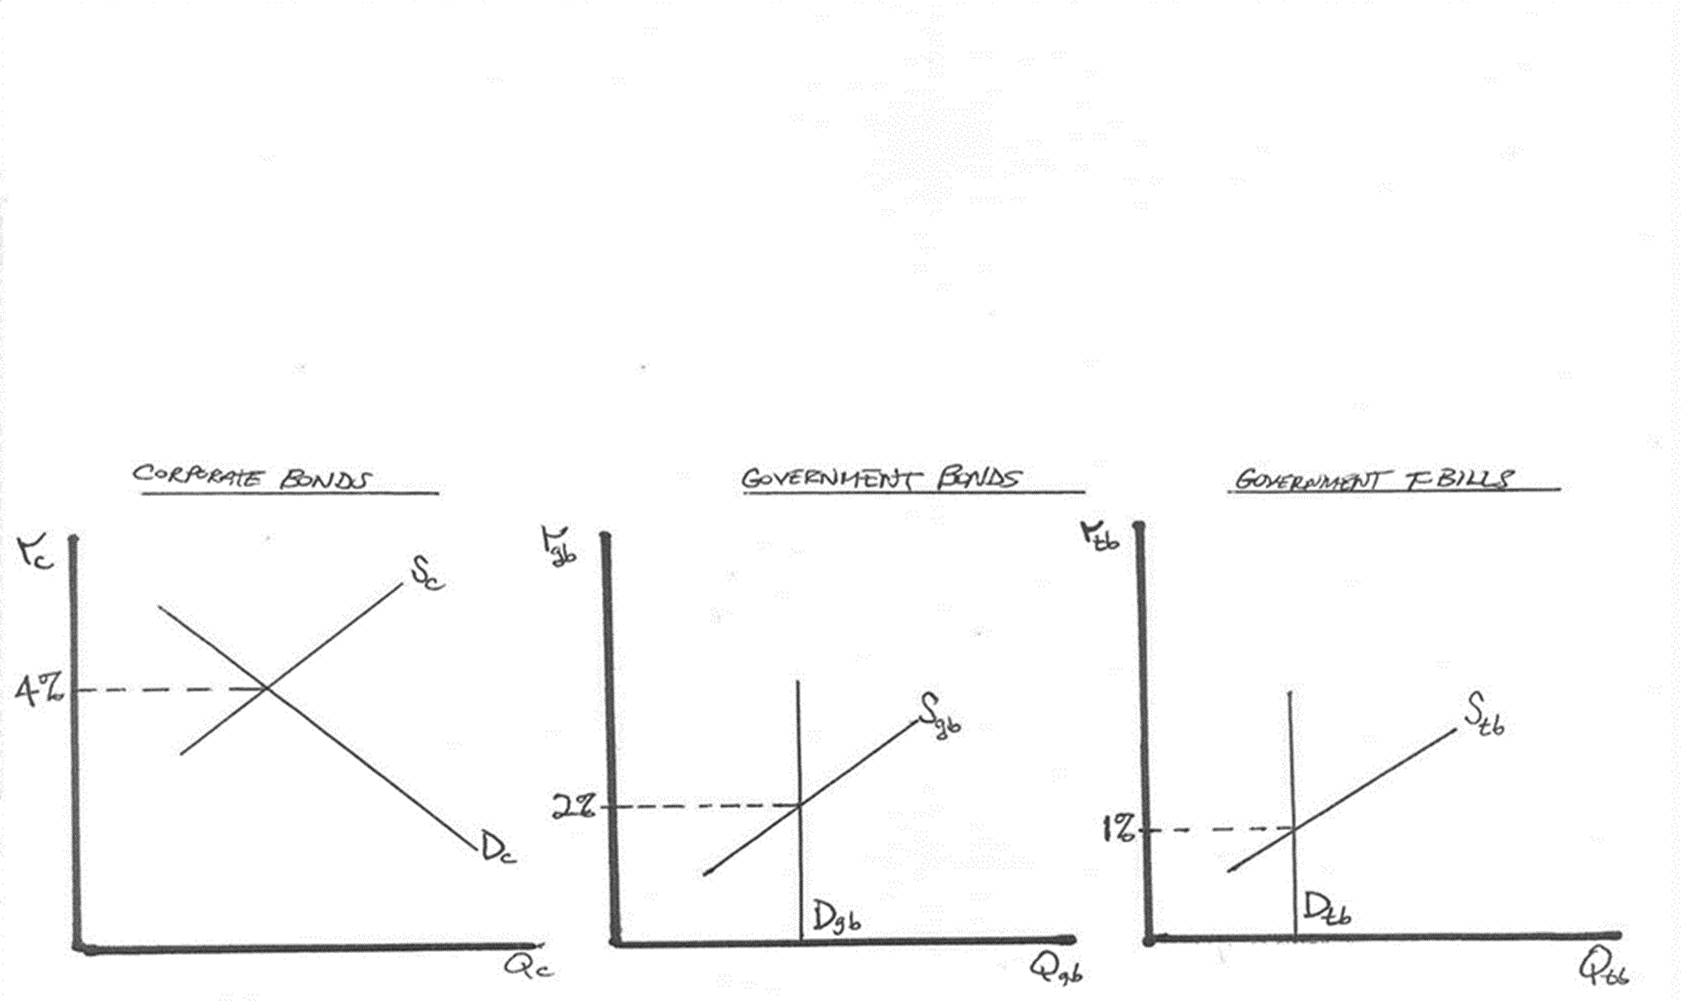 CORPORATE BONDS
GOVERNMENT BONDS
GOVERNMENT T-BILLS
rc
Sc
4%
Dc
Qc
rgb
Sgb
2%
Dgb
Qgb
rtb
Stb
1%
Dtb
Qtb